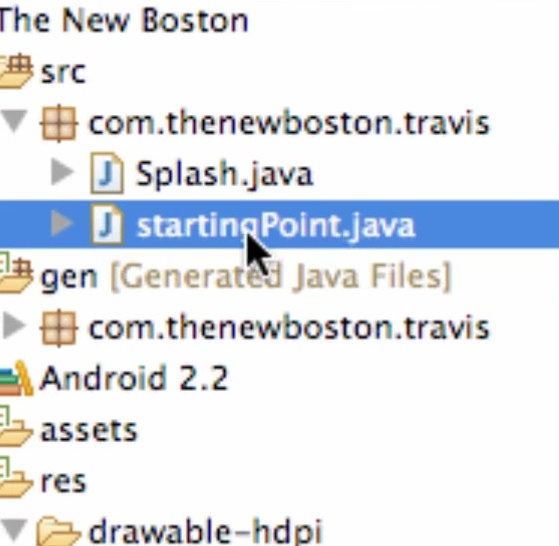 The New Boston
src
com.thenewboston.travis
Splash.java
startingPoint.java
gen [Generated Java Files]
com.thenewboston.travis
Android 2.2
assets
res
drawable-hdpi